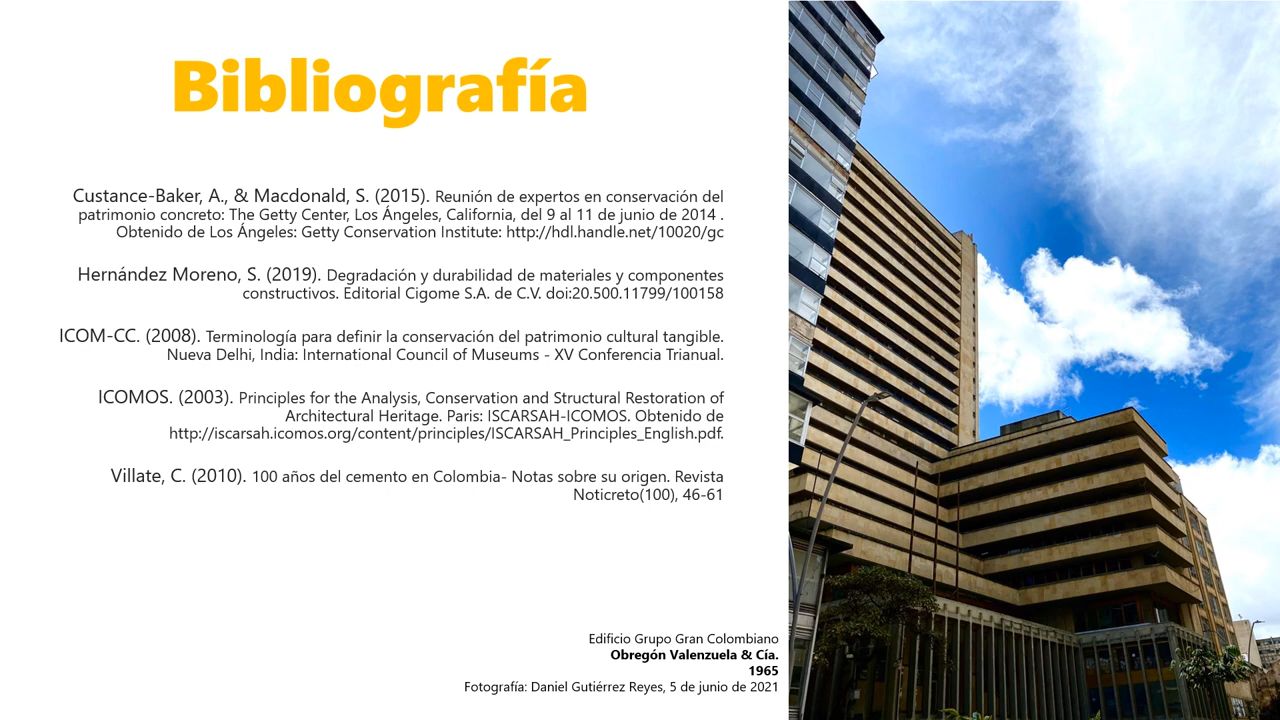 Bibliografía
Custance-Baker, A., & Macdonald, S. (2015). Reunión de expertos en conservación del
patrimonio concreto: The Getty Center, Los Ángeles, California, del 9 al 11 de junio de 2014 .
Obtenido de Los Ángeles: Getty Conservation Institute: http://hdl.handle.net/10020/gc
Hernández Moreno, S. (2019). Degradación y durabilidad de materiales y componentes
constructivos. Editorial Cigome S.A. de C.V. doi:20.500.11799/100158
ICOM-CC. (2008). Terminología para definir la conservación del patrimonio cultural tangible.
Nueva Delhi, India: International Council of Museums - XV Conferencia Trianual.
ICOMOS. (2003). Principles for the Analysis, Conservation and Structural Restoration of
Architectural Heritage. Paris: ISCARSAH-ICOMOS. Obtenido de
http://iscarsah.icomos.org/content/principles/ISCARSAH_Principles_English.pdf.
Villate, C. (2010). 100 años del cemento en Colombia- Notas sobre su origen. Revista
Noticreto(100), 46-61
Edificio Grupo Gran Colombiano
Obregón Valenzuela & Cía.
1965
Fotografía: Daniel Gutiérrez Reyes, 5 de junio de 2021